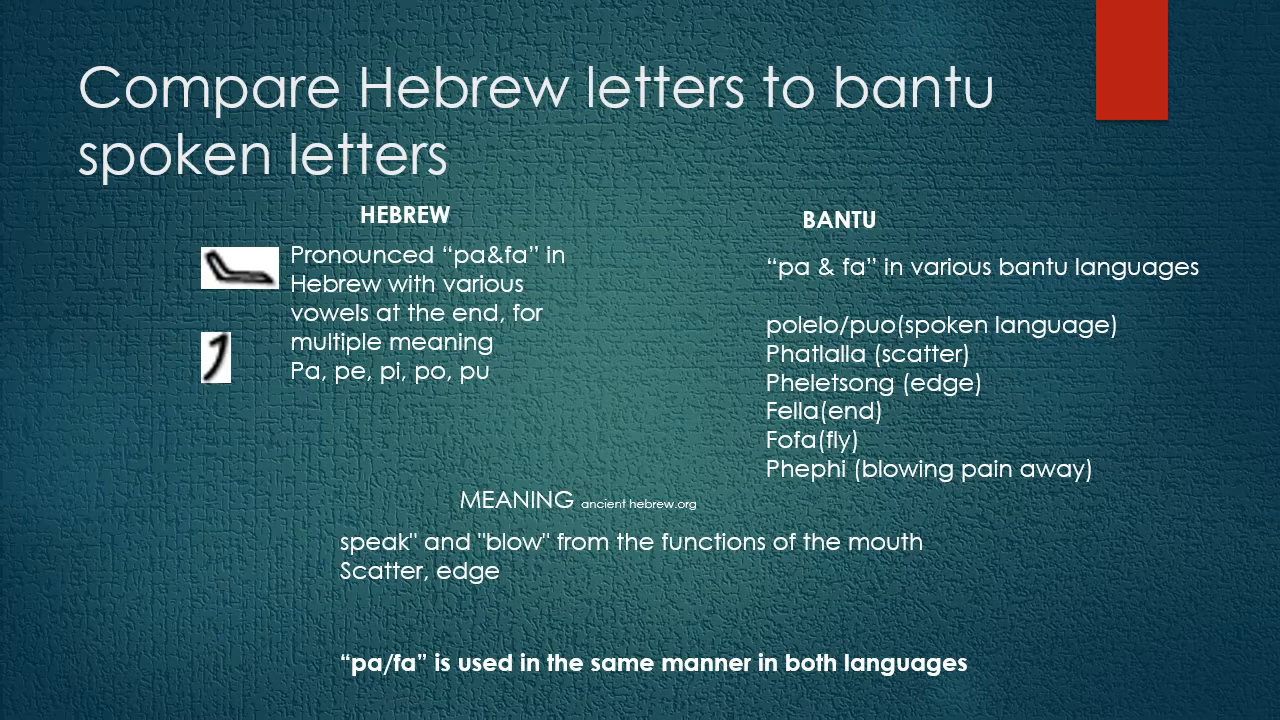 Compare Hebrew letters to bantu
spoken letters
HEBREW
Pronounced “pa&fa” in
Hebrew with various
vowels at the end, for
multiple meaning
Pa, pe, pi, po, pu
BANTU
“pa & fa” in various bantu languages
polelo/puo(spoken language)
Phatlalla (scatter)
Pheletsong (edge)
Fella(end)
Fofa(fly)
Phephi (blowing pain away)
MEANING ancient hebrew.org
speak" and "blow" from the functions of the mouth
Scatter, edge
“pa/fa” is used in the same manner in both languages